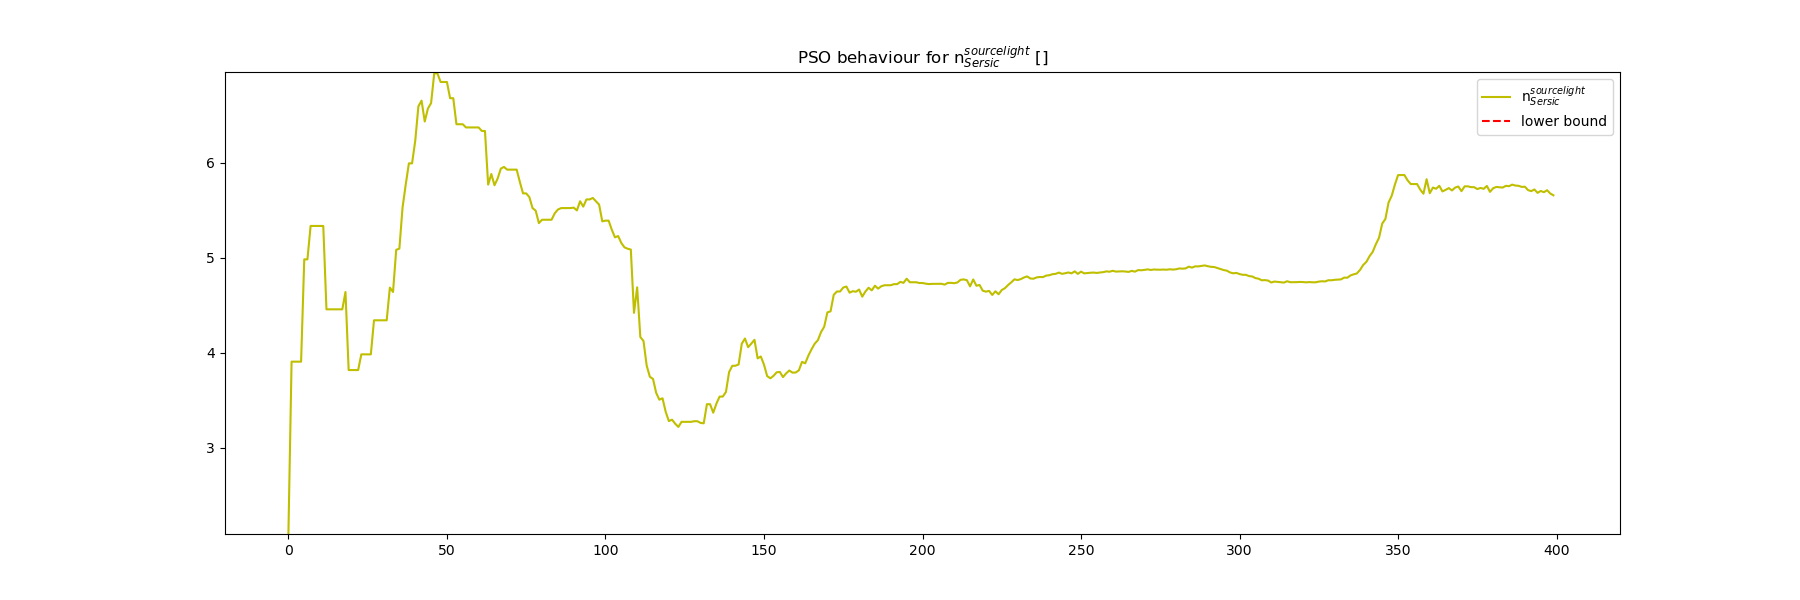 PSO behaviour for n$^{sourcelight}_{Sersic}$ []
n$^{sourcelight}_{Sersic}$
lower bound
6
5
4
3
0 50 100 150 200 250 300 350 400